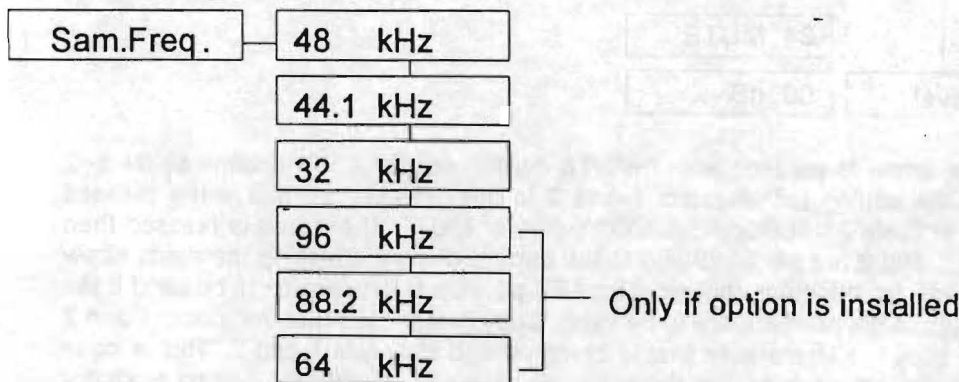 Sam.Freq. 48 kHz
44.1 kHz
32 kHz
96 kHz
88.2 kHz
Only if option is installed
64 kHz